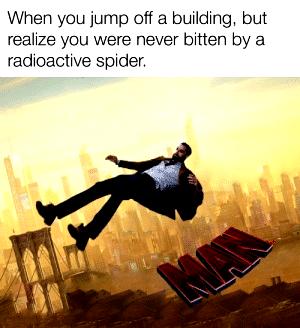 When you jump off a building, but
realize you were never bitten by a
radioactive spider.
MAN